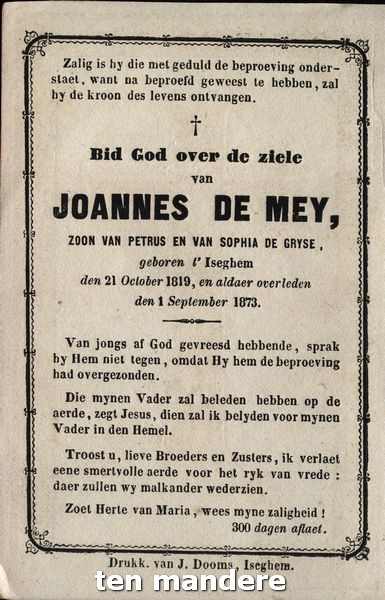 Zalig is hy die met geduld de beproeving onder-
staet, want na beproefd geweest te hebben, zal
hy de kroon des levens ontvangen.
†
Bid God over de ziele
van
JOANNES DE MEY,
ZOON VAN PETRUS EN VAN SOPHIA DE GRYSE,
geboren t' Iseghem
den 21 October 1819, en aldaer overleden
den 1 September 1873.
Van jongs af God gevreesd hebbende, sprak
hy Hem niet tegen, omdat Hy hem de beproeving
had overgezonden.
Die mynen Vader zal beleden hebben op de
aerde, zegt Jesus, dien zal ik belyden voor mynen
Vader in den Hemel.
Troost u, lieve Broeders en Zusters, ik verlaet
eene smertvolle aerde voor het ryk van vrede :
daer zullen wy malkander wederzien.
Zoet Herte van Maria, wees myne zaligheid !
300 dagen aflaet.
Drukk. van J. Dooms, Iseghem.
ten mandere